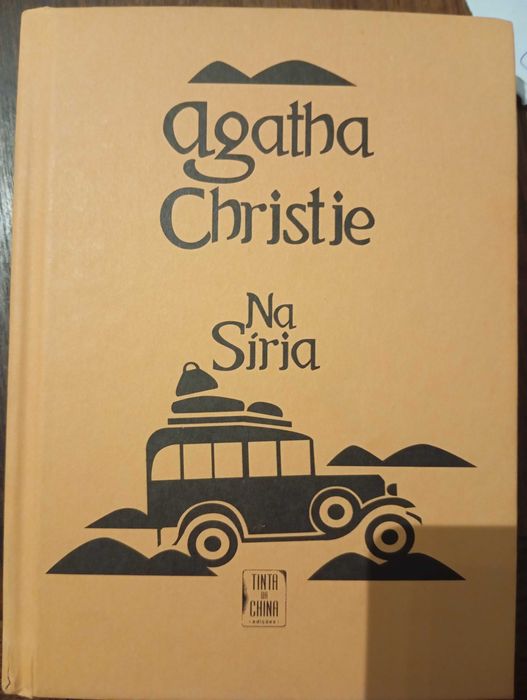 Agatha
Christie
Na
Síria
TINTA
DA
CHINA
edições